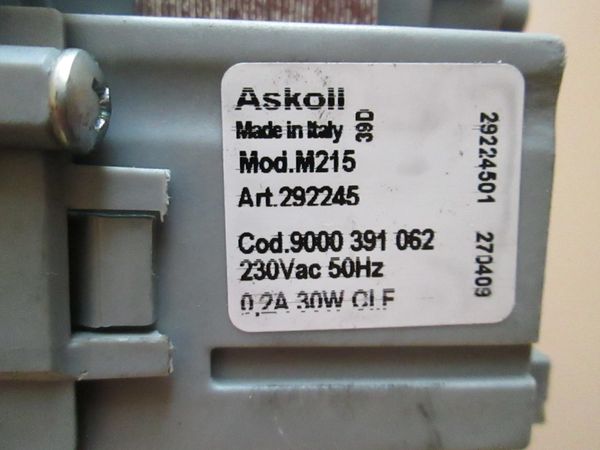 Askoll
Made in Italy
39D
Mod.M215
Art.292245
Cod.9000 391 062
230Vac 50Hz
0,2A 30W Cl F
29224501 270409